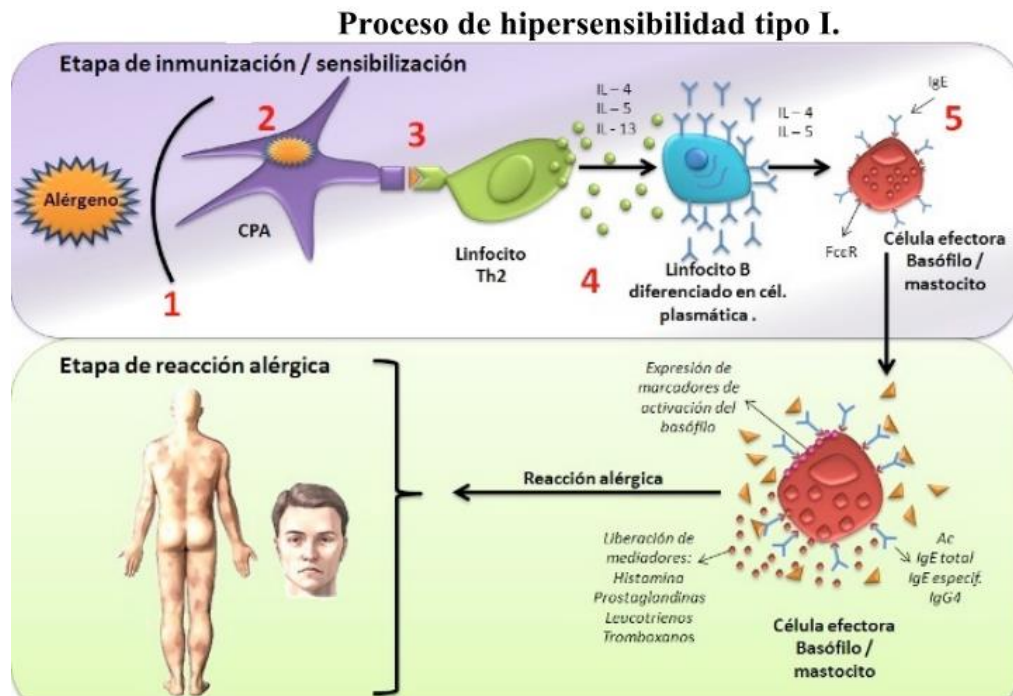 Proceso de hipersensibilidad tipo I.
Etapa de inmunización / sensibilización
Alérgeno
1
2
CPA
3
Linfocito
Th2
IL – 4
IL – 5
IL - 13
4
Linfocito B
diferenciado en cél.
plasmática .
IL – 4
IL – 5
IgE
5
FcεR
Célula efectora
Basófilo /
mastocito
Etapa de reacción alérgica
Expresión de
marcadores de
activación del
basófilo
Reacción alérgica
Liberación de
mediadores:
Histamina
Prostaglandinas
Leucotrienos
Tromboxanos
Ac
IgE total
IgE especif.
IgG4
Célula efectora
Basófilo /
mastocito